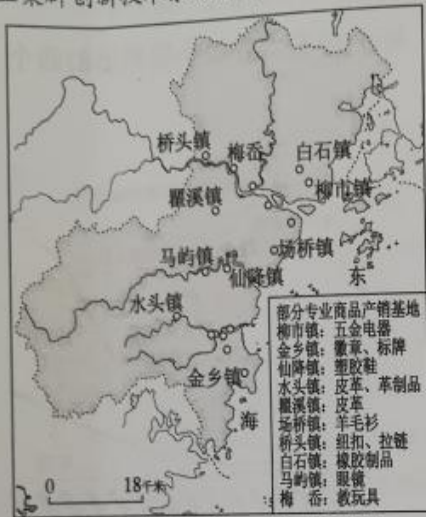 桥头镇
梅岙
白石镇
瞿溪镇
柳市镇
场桥镇
马屿镇
仙降镇
东
水头镇
金乡镇
海
0 18千米
部分专业商品产销基地
柳市镇：五金电器
金乡镇：徽章、标牌
仙降镇：塑胶鞋
水头镇：皮革、革制品
瞿溪镇：皮革
场桥镇：羊毛衫
桥头镇：纽扣、拉链
白石镇：橡胶制品
马屿镇：眼镜
梅 岙：教玩具